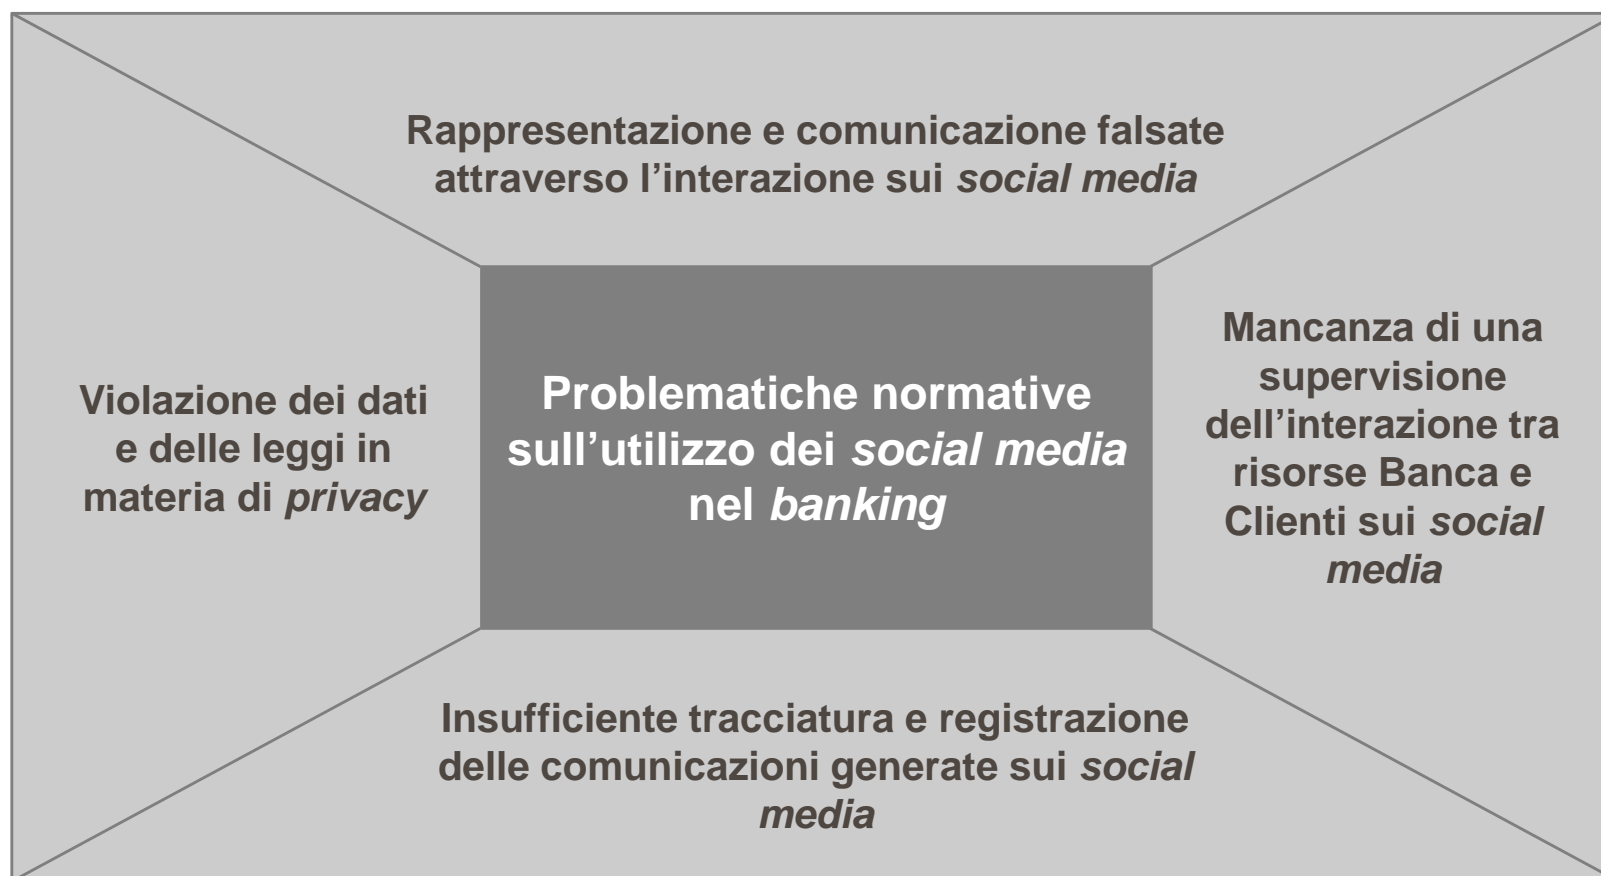 Rappresentazione e comunicazione falsate
attraverso l’interazione sui social media
Violazione dei dati
e delle leggi in
materia di privacy
Problematiche normative
sull’utilizzo dei social media
nel banking
Mancanza di una
supervisione
dell’interazione tra
risorse Banca e
Clienti sui social
media
Insufficiente tracciatura e registrazione
delle comunicazioni generate sui social
media